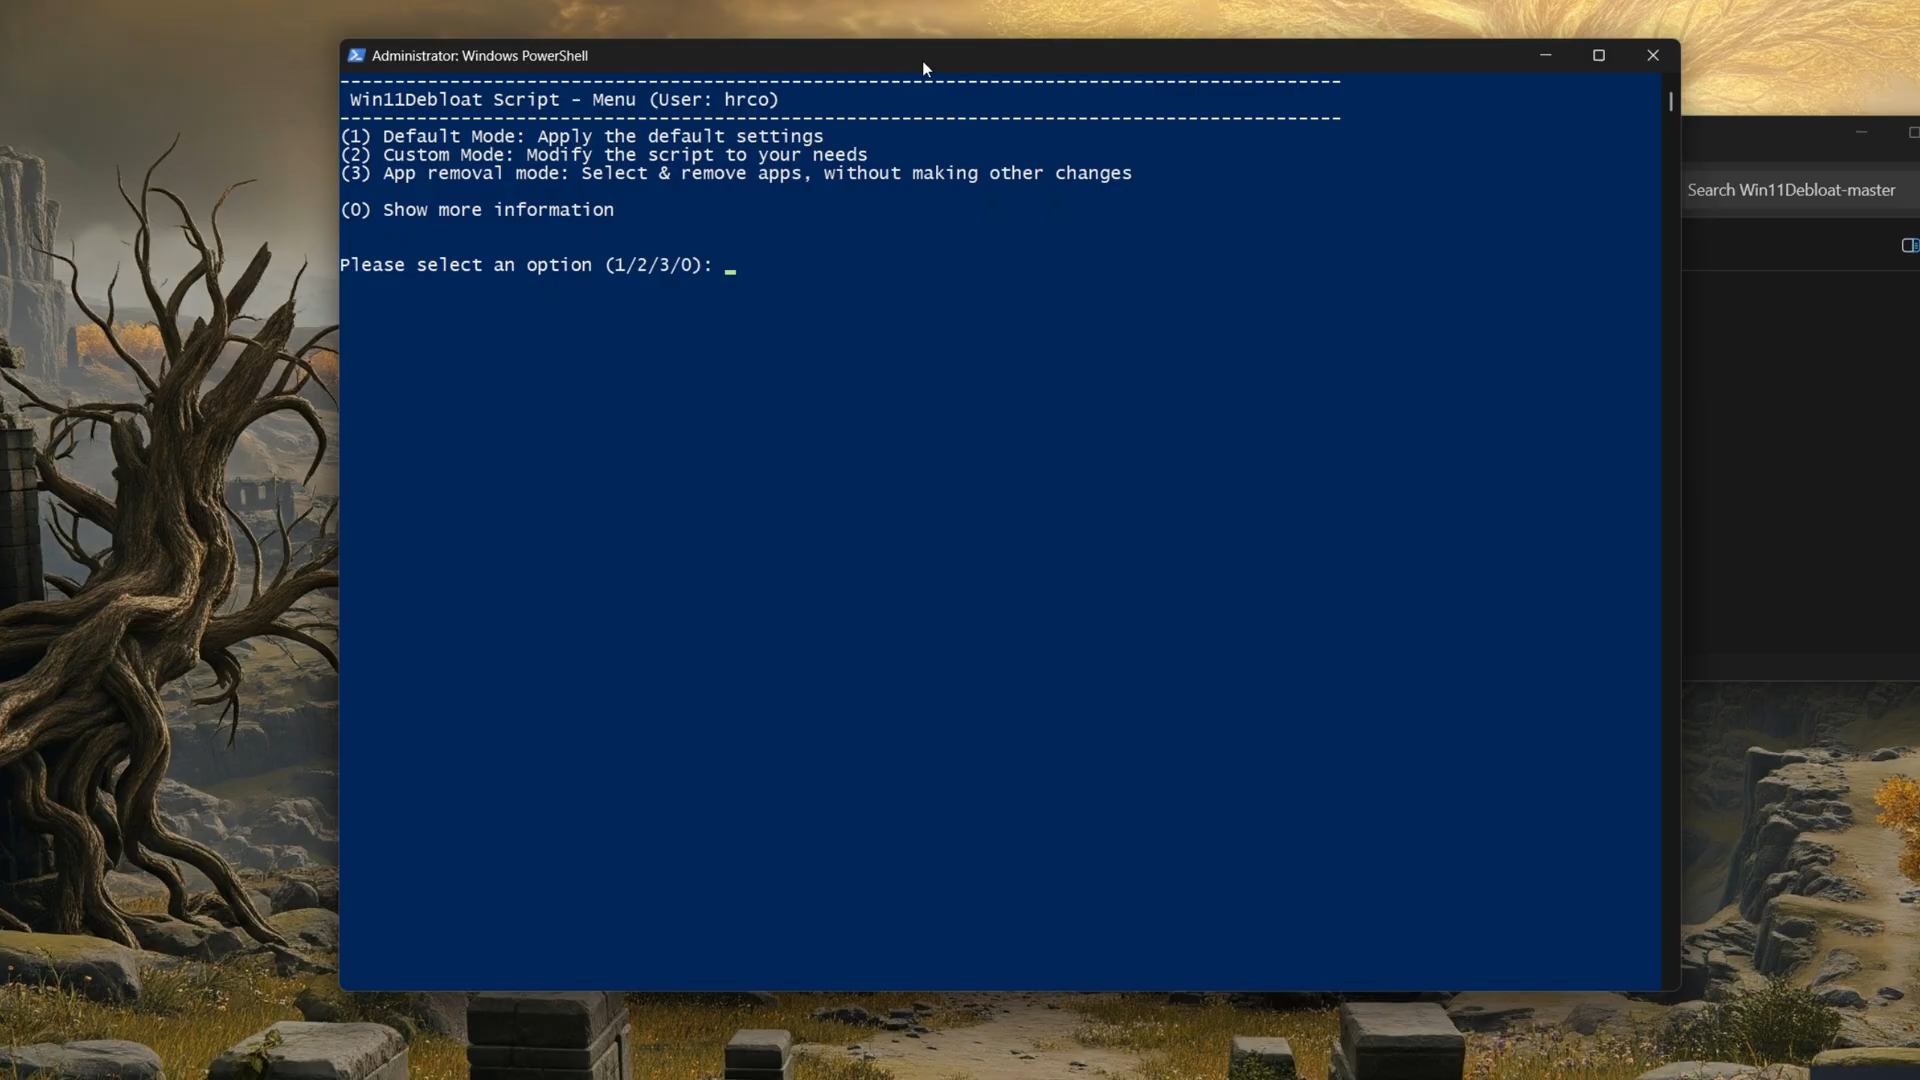 Administrator: Windows PowerShell
-------------------------------------------------------------------------------------------
Win11Debloat Script - Menu (User: hrco)
-------------------------------------------------------------------------------------------
(1) Default Mode: Apply the default settings
(2) Custom Mode: Modify the script to your needs
(3) App removal mode: Select & remove apps, without making other changes
(0) Show more information
Please select an option (1/2/3/0):
Search Win11Debloat-master